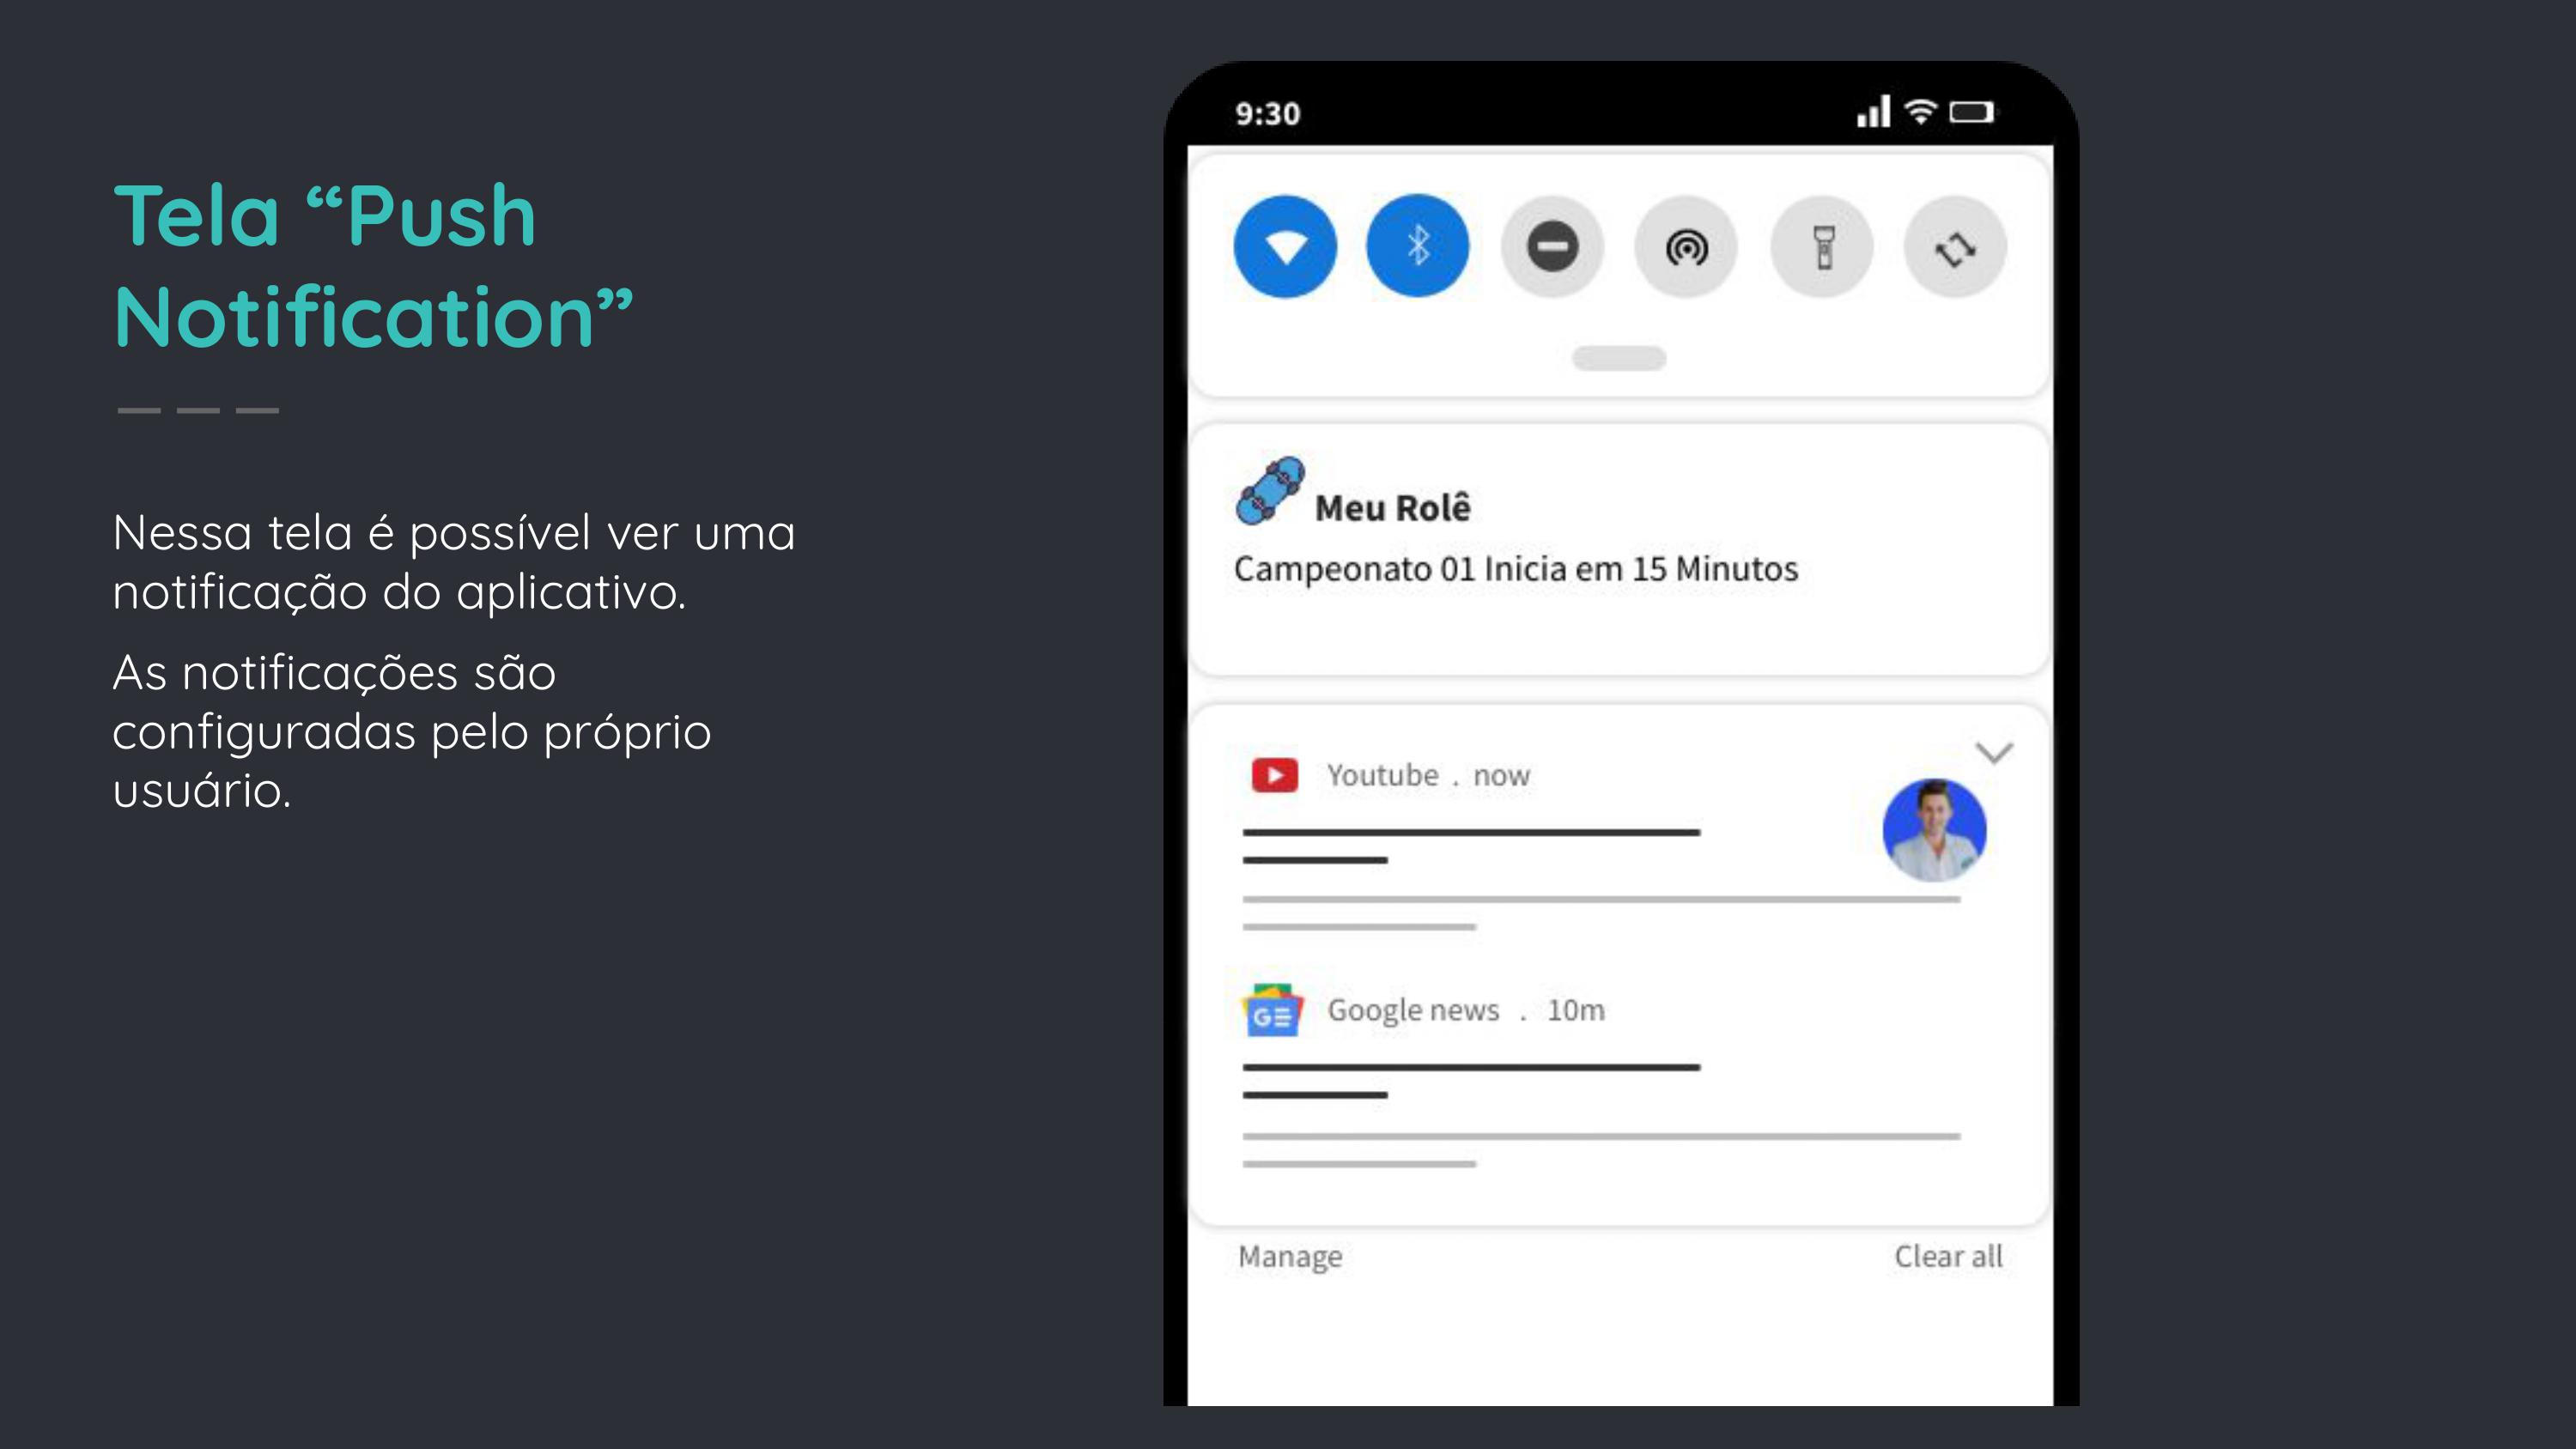 Tela “Push
Notification”
Nessa tela é possível ver uma
notificação do aplicativo.
As notificações são
configuradas pelo próprio
usuário.
9:30
Meu Rolê
Campeonato 01 Inicia em 15 Minutos
Youtube . now
GE
Google news . 10m
Manage
Clear all